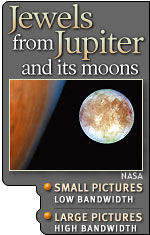 Jewels
from Jupiter
and its moons
NASA
SMALL PICTURES
LOW BANDWIDTH
LARGE PICTURES
HIGH BANDWIDTH